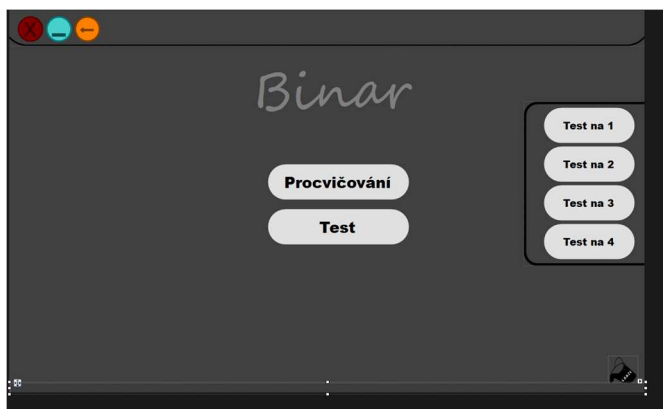 Binar
Procvičování
Test
Test na 1
Test na 2
Test na 3
Test na 4